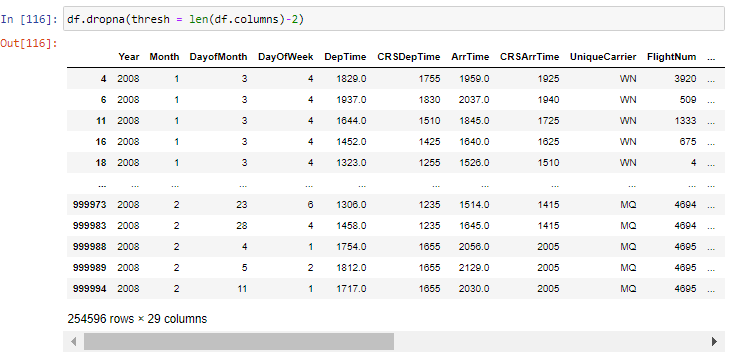 In [116]: df.dropna(thresh = len(df.columns)-2)
Out[116]:
Year Month DayofMonth DayOfWeek DepTime CRSDepTime ArrTime CRSArrTime UniqueCarrier FlightNum ...
4 2008 1 3 4 1829.0 1755 1959.0 1925 WN 3920 ...
6 2008 1 3 4 1937.0 1830 2037.0 1940 WN 509 ...
11 2008 1 3 4 1644.0 1510 1845.0 1725 WN 1333 ...
16 2008 1 3 4 1452.0 1425 1640.0 1625 WN 675 ...
18 2008 1 3 4 1323.0 1255 1526.0 1510 WN 4 ...
... ... ... ... ... ... ... ... ... ... ... ...
999973 2008 2 23 6 1306.0 1235 1514.0 1415 MQ 4694 ...
999983 2008 2 28 4 1458.0 1235 1645.0 1415 MQ 4694 ...
999988 2008 2 4 1 1754.0 1655 2056.0 2005 MQ 4695 ...
999989 2008 2 5 2 1812.0 1655 2129.0 2005 MQ 4695 ...
999994 2008 2 11 1 1717.0 1655 2030.0 2005 MQ 4695 ...
254596 rows × 29 columns